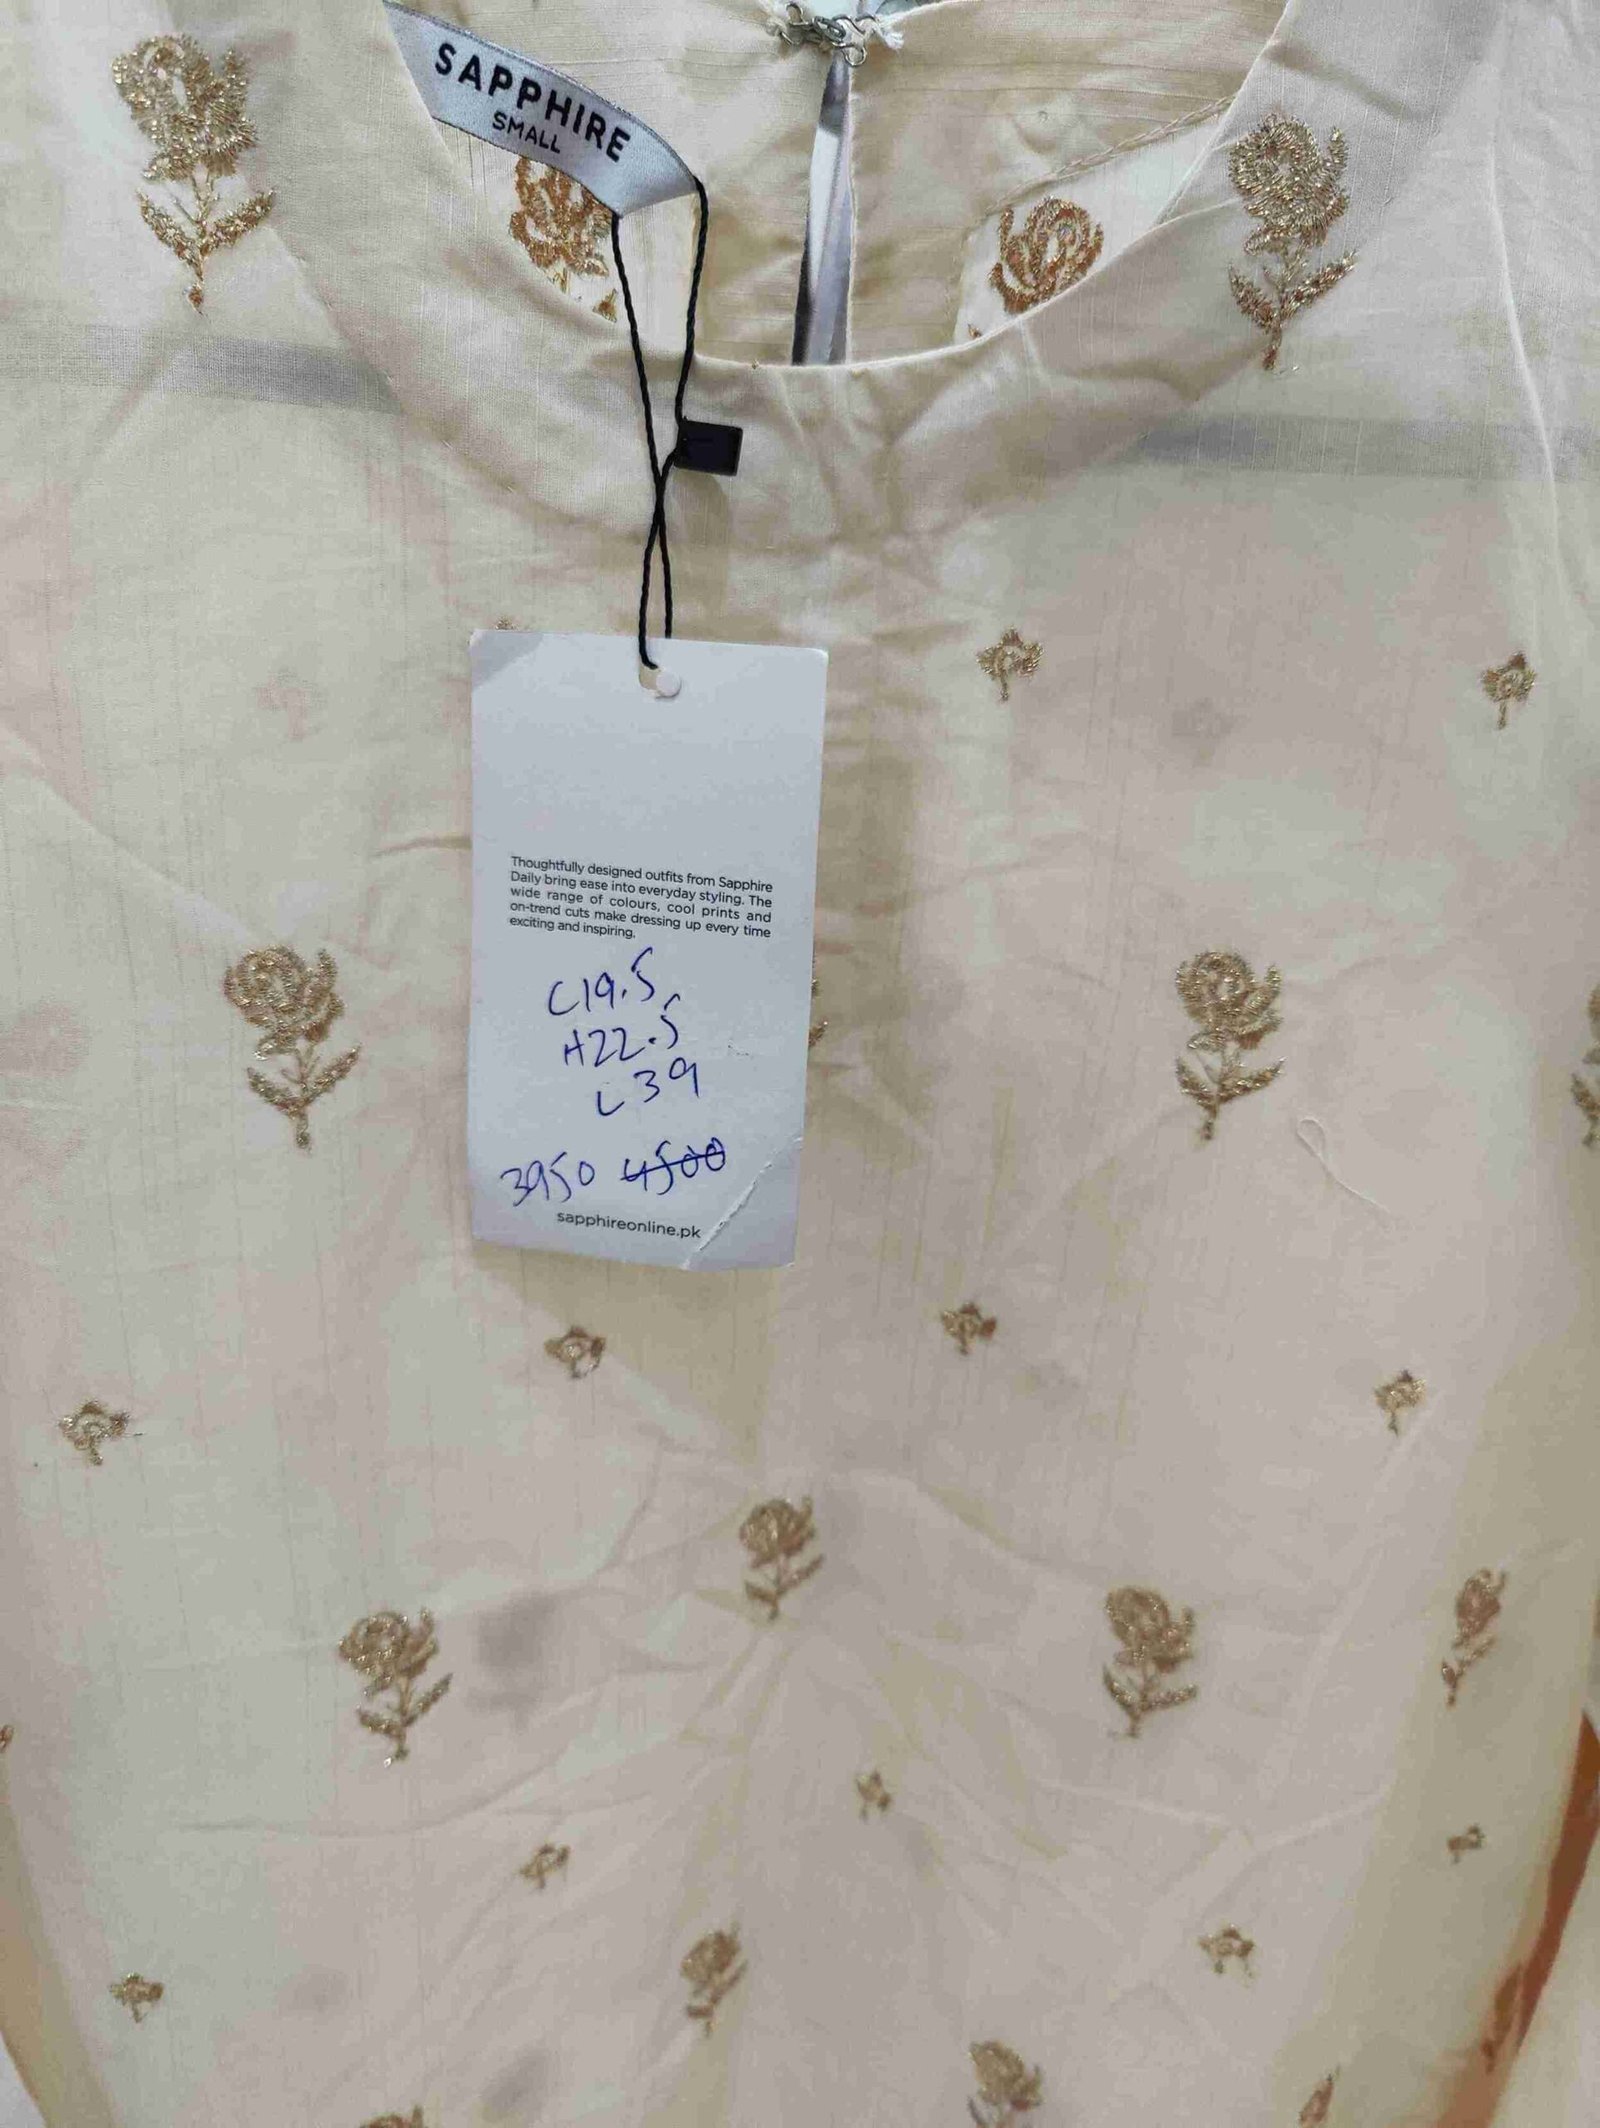 SAPPHIRE
SMALL
Thoughtfully designed outfits from Sapphire
Daily bring ease into everyday styling. The
wide range of colours, cool prints and
on-trend cuts make dressing up every time
exciting and inspiring.
C19.5
H22.5
L39
3950 4500
sapphireonline.pk